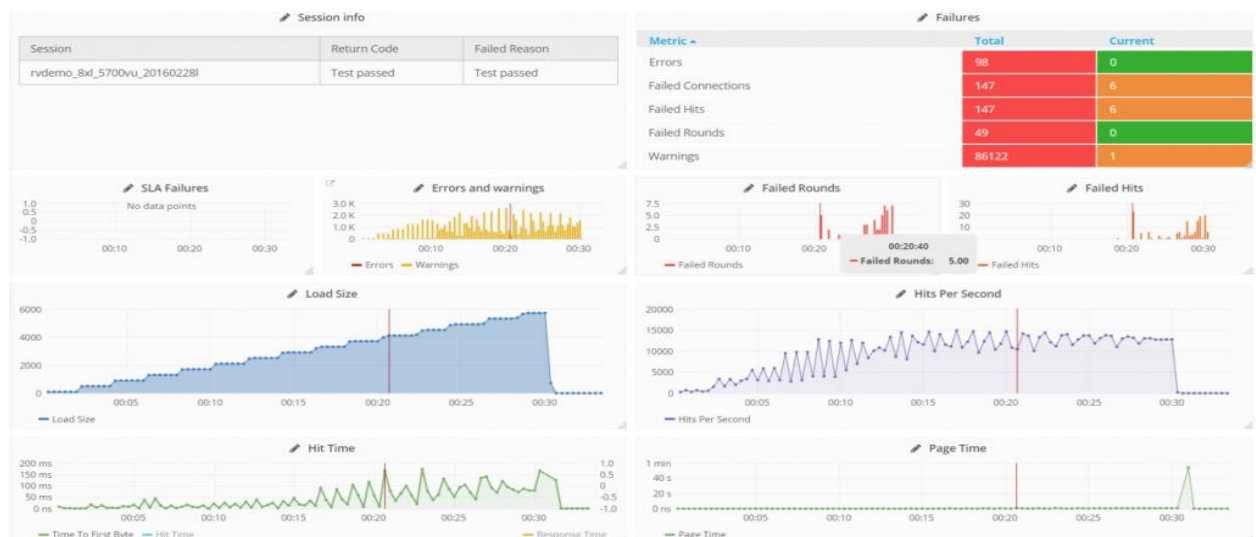 Session info
Session Return Code Failed Reason
rvdemo_8xl_5700vu_20160228l Test passed Test passed
Failures
Metric Total Current
Errors 98 0
Failed Connections 147 6
Failed Hits 147 6
Failed Rounds 49 0
Warnings 86122 1
SLA Failures
No data points
1.0
0.5
0
-0.5
-1.0
00:10 00:20 00:30
Errors and warnings
3.0 K
2.0 K
1.0 K
0
00:10 00:20 00:30
Errors Warnings
Failed Rounds
7.5
5.0
2.5
0
00:10 00:20
00:20:40
Failed Rounds: 5.00
Failed Rounds
Failed Hits
30
20
10
0
00:10 00:20 00:30
Failed Hits
Load Size
6000
4000
2000
0
00:05 00:10 00:15 00:20 00:25 00:30
Load Size
Hits Per Second
20000
15000
10000
5000
0
00:05 00:10 00:15 00:20 00:25 00:30
Hits Per Second
Hit Time
200 ms 1.0
150 ms 0.5
100 ms 0
50 ms -0.5
0 ns -1.0
00:05 00:10 00:15 00:20 00:25 00:30
Time To First Byte Hit Time Response Time
Page Time
1 min
40 s
20 s
0 ns
00:05 00:10 00:15 00:20 00:25 00:30
Page Time